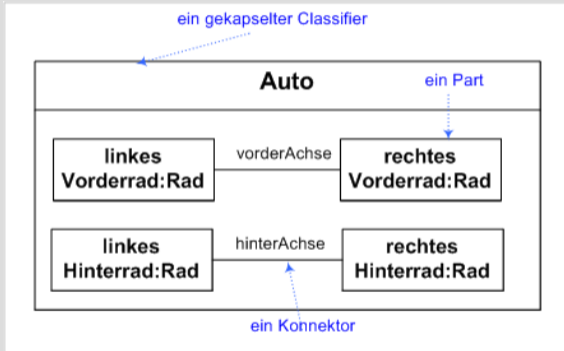 ein gekapselter Classifier
Auto
ein Part
linkes
Vorderrad:Rad
vorderAchse
rechtes
Vorderrad:Rad
linkes
Hinterrad:Rad
hinterAchse
rechtes
Hinterrad:Rad
ein Konnektor